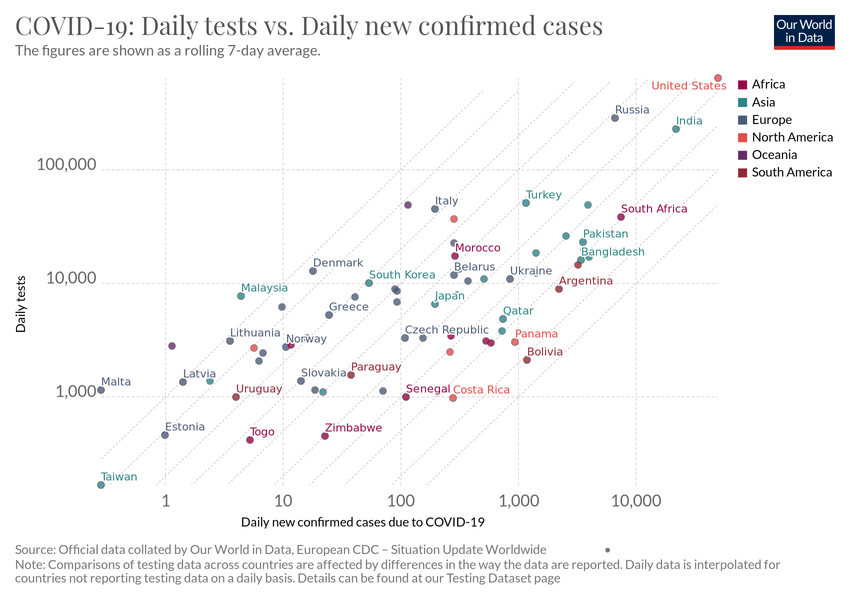 COVID-19: Daily tests vs. Daily new confirmed cases
The figures are shown as a rolling 7-day average.
Our World
in Data
United States
Africa
Asia
Europe
North America
Oceania
South America
Russia
India
100,000
Italy
Turkey
South Africa
Pakistan
Morocco
Bangladesh
Denmark
Belarus
Ukraine
South Korea
10,000
Argentina
Malaysia
Japan
Greece
Qatar
Daily tests
Lithuania
Norway
Czech Republic
Panama
Bolivia
Latvia
Slovakia
Paraguay
Malta
1,000
Uruguay
Senegal
Costa Rica
Estonia
Togo
Zimbabwe
Taiwan
1
10
100
1,000
10,000
Daily new confirmed cases due to COVID-19
Source: Official data collated by Our World in Data, European CDC – Situation Update Worldwide
Note: Comparisons of testing data across countries are affected by differences in the way the data are reported. Daily data is interpolated for
countries not reporting testing data on a daily basis. Details can be found at our Testing Dataset page